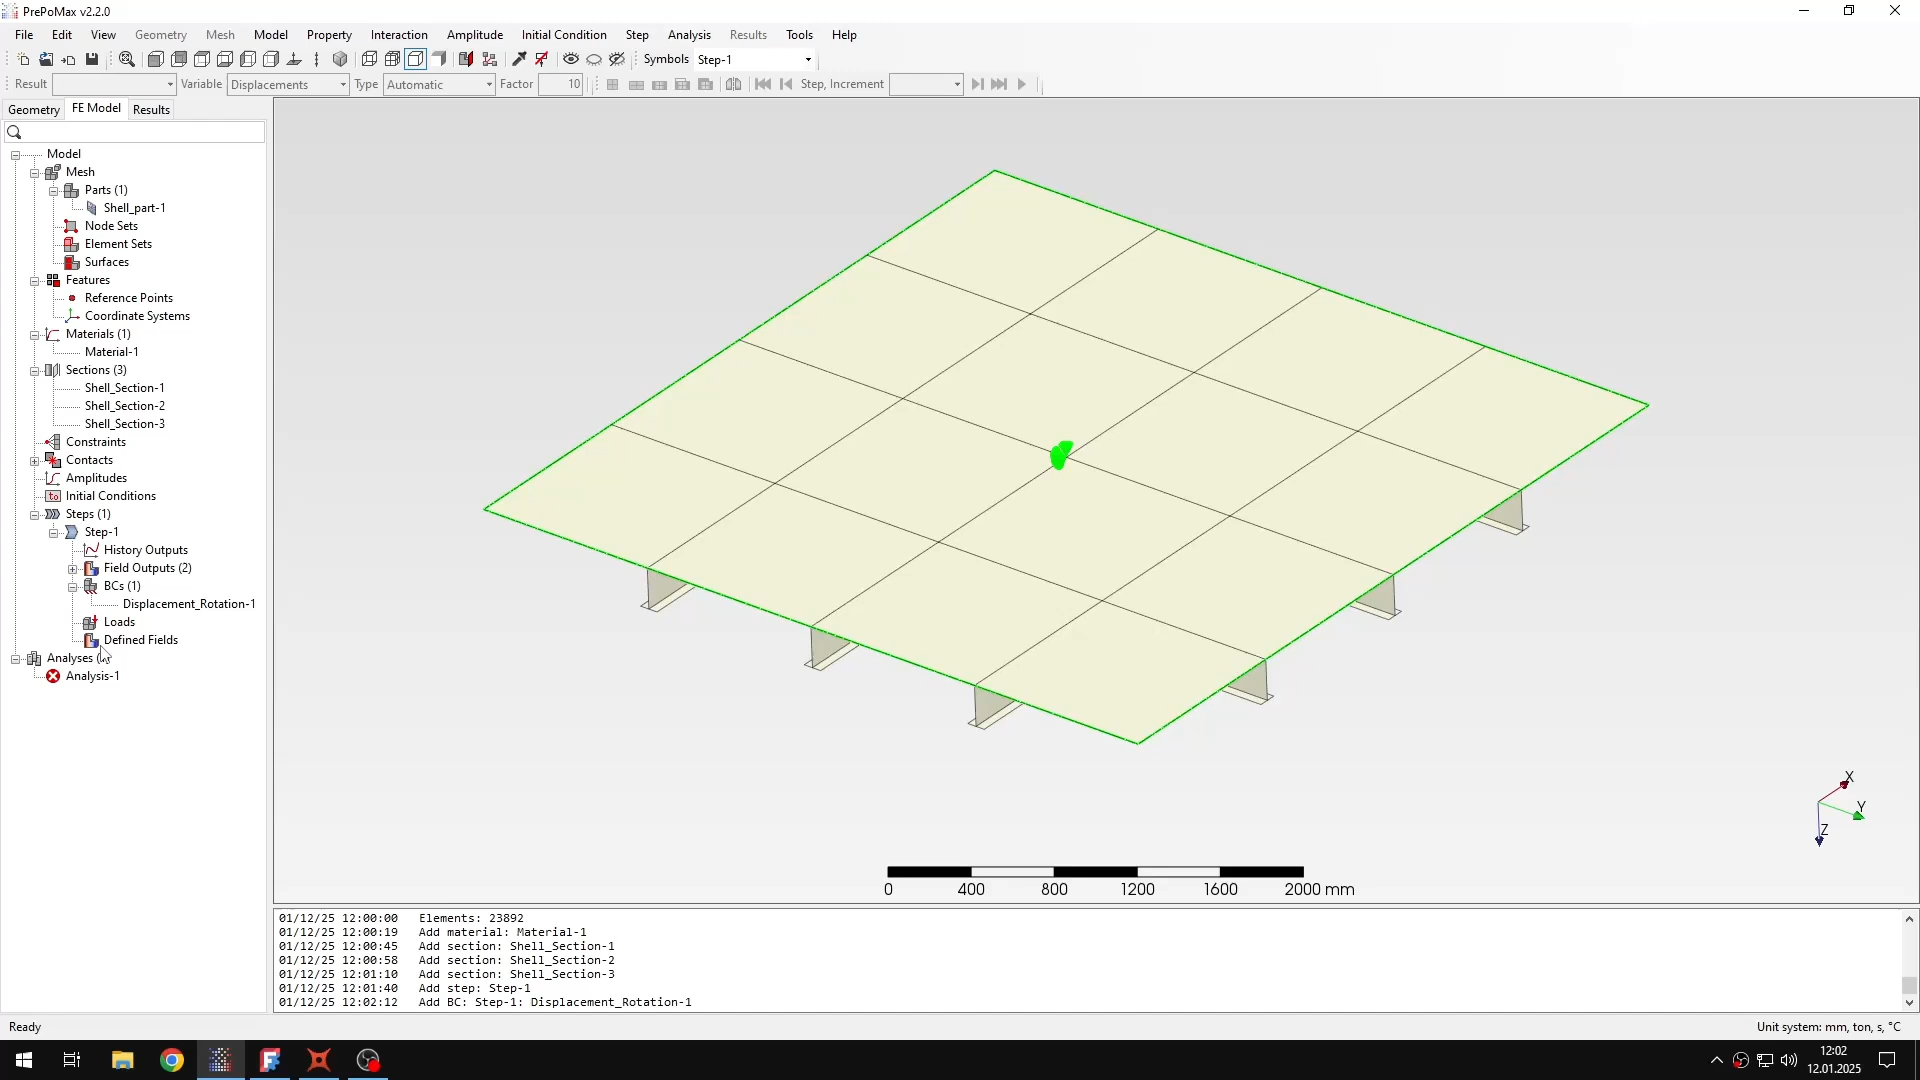 PrePoMax v2.2.0
File Edit View Geometry Mesh Model Property Interaction Amplitude Initial Condition Step Analysis Results Tools Help
Symbols Step-1
Result Variable Displacements Type Automatic Factor 10 Step, Increment
Geometry FE Model Results
Model
Mesh
Parts (1)
Shell_part-1
Node Sets
Element Sets
Surfaces
Features
Reference Points
Coordinate Systems
Materials (1)
Material-1
Sections (3)
Shell_Section-1
Shell_Section-2
Shell_Section-3
Constraints
Contacts
Amplitudes
Initial Conditions
Steps (1)
Step-1
History Outputs
Field Outputs (2)
BCs (1)
Displacement_Rotation-1
Loads
Defined Fields
Analyses
Analysis-1
X
Y
Z
0 400 800 1200 1600 2000 mm
01/12/25 12:00:00 Elements: 23892
01/12/25 12:00:19 Add material: Material-1
01/12/25 12:00:45 Add section: Shell_Section-1
01/12/25 12:00:58 Add section: Shell_Section-2
01/12/25 12:01:10 Add section: Shell_Section-3
01/12/25 12:01:40 Add step: Step-1
01/12/25 12:02:12 Add BC: Step-1: Displacement_Rotation-1
Ready
Unit system: mm, ton, s, °C
12:02
12.01.2025